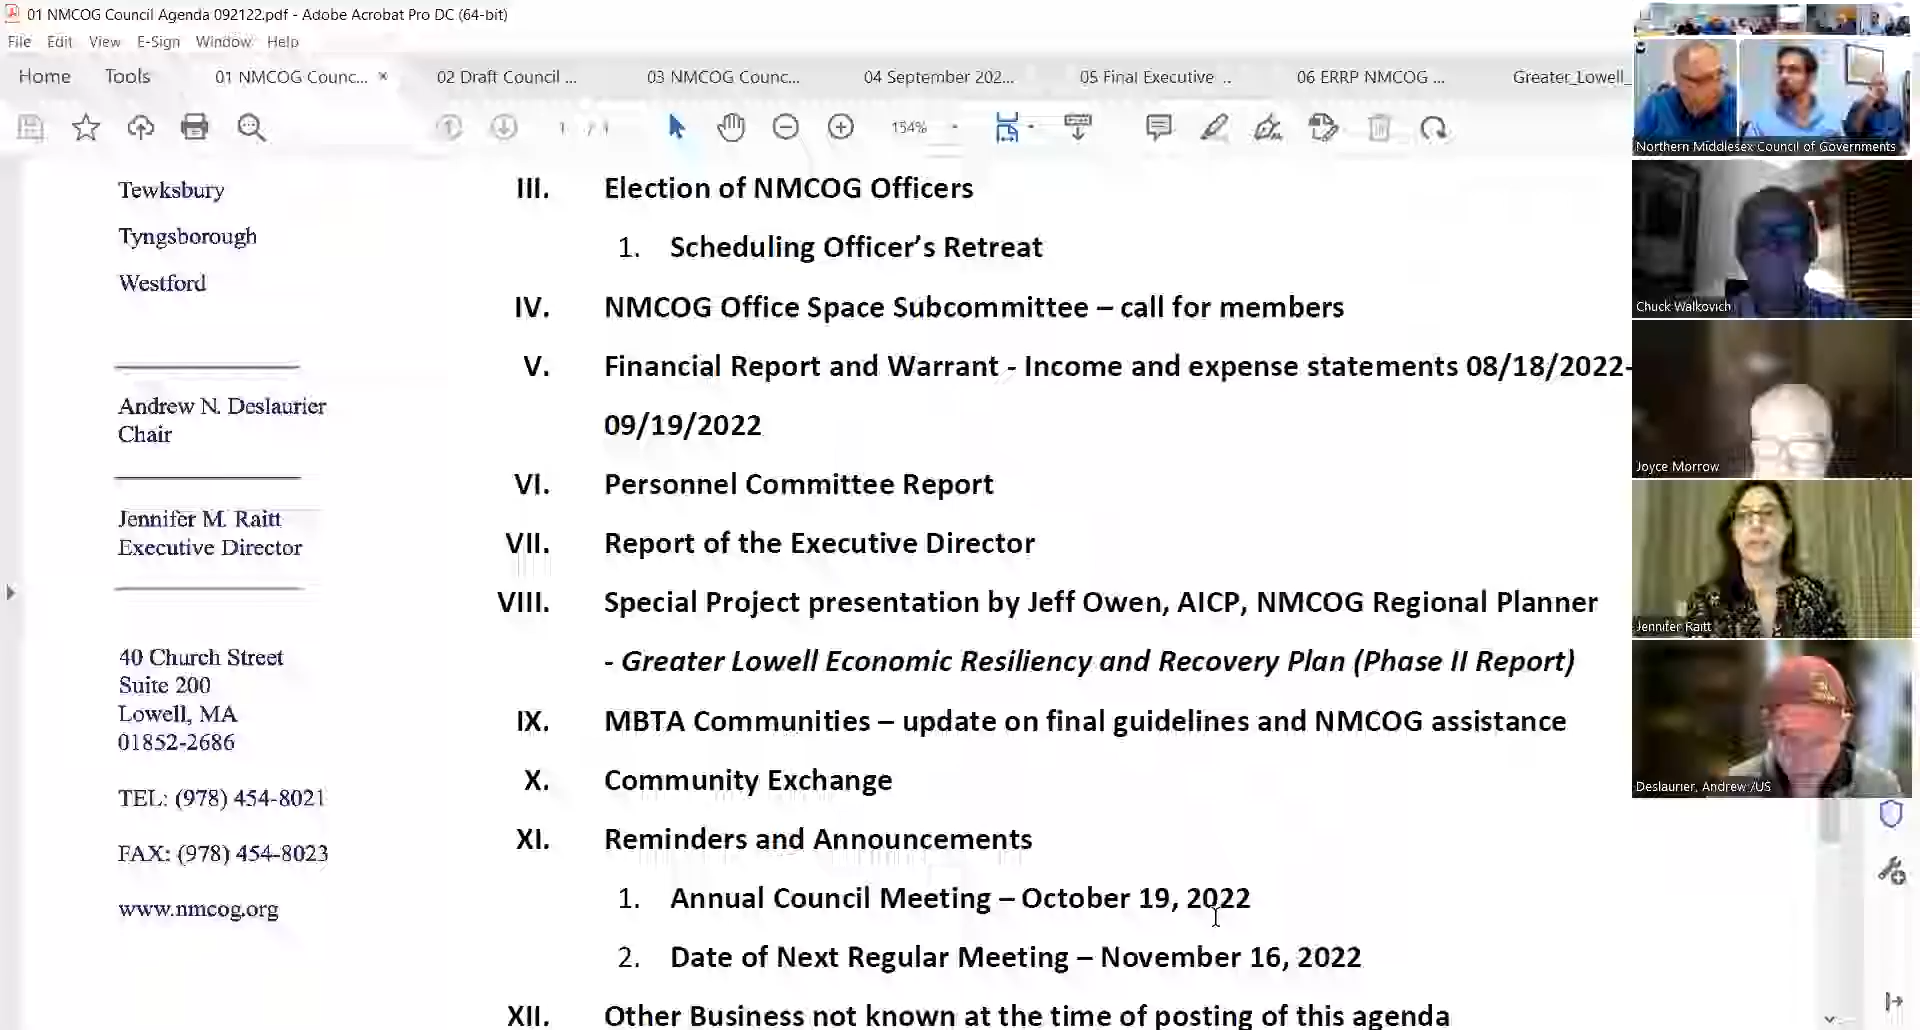 01 NMCOG Council Agenda 092122.pdf - Adobe Acrobat Pro DC (64-bit)
File Edit View E-Sign Window Help
Home Tools 01 NMCOG Counc... × 02 Draft Council ... 03 NMCOG Counc... 04 September 202... 05 Final Executive ... 06 ERRP NMCOG ... Greater_Lowell_
1 / 1 154%
Tewksbury
Tyngsborough
Westford
Andrew N. Deslaurier
Chair
Jennifer M. Raitt
Executive Director
40 Church Street
Suite 200
Lowell, MA
01852-2686
TEL: (978) 454-8021
FAX: (978) 454-8023
www.nmcog.org
III. Election of NMCOG Officers
1. Scheduling Officer’s Retreat
IV. NMCOG Office Space Subcommittee – call for members
V. Financial Report and Warrant - Income and expense statements 08/18/2022-
09/19/2022
VI. Personnel Committee Report
VII. Report of the Executive Director
VIII. Special Project presentation by Jeff Owen, AICP, NMCOG Regional Planner
- Greater Lowell Economic Resiliency and Recovery Plan (Phase II Report)
IX. MBTA Communities – update on final guidelines and NMCOG assistance
X. Community Exchange
XI. Reminders and Announcements
1. Annual Council Meeting – October 19, 2022
2. Date of Next Regular Meeting – November 16, 2022
XII. Other Business not known at the time of posting of this agenda
Northern Middlesex Council of Governments
Chuck Walkovich
Joyce Morrow
Jennifer Raitt
Deslaurier, Andrew /US